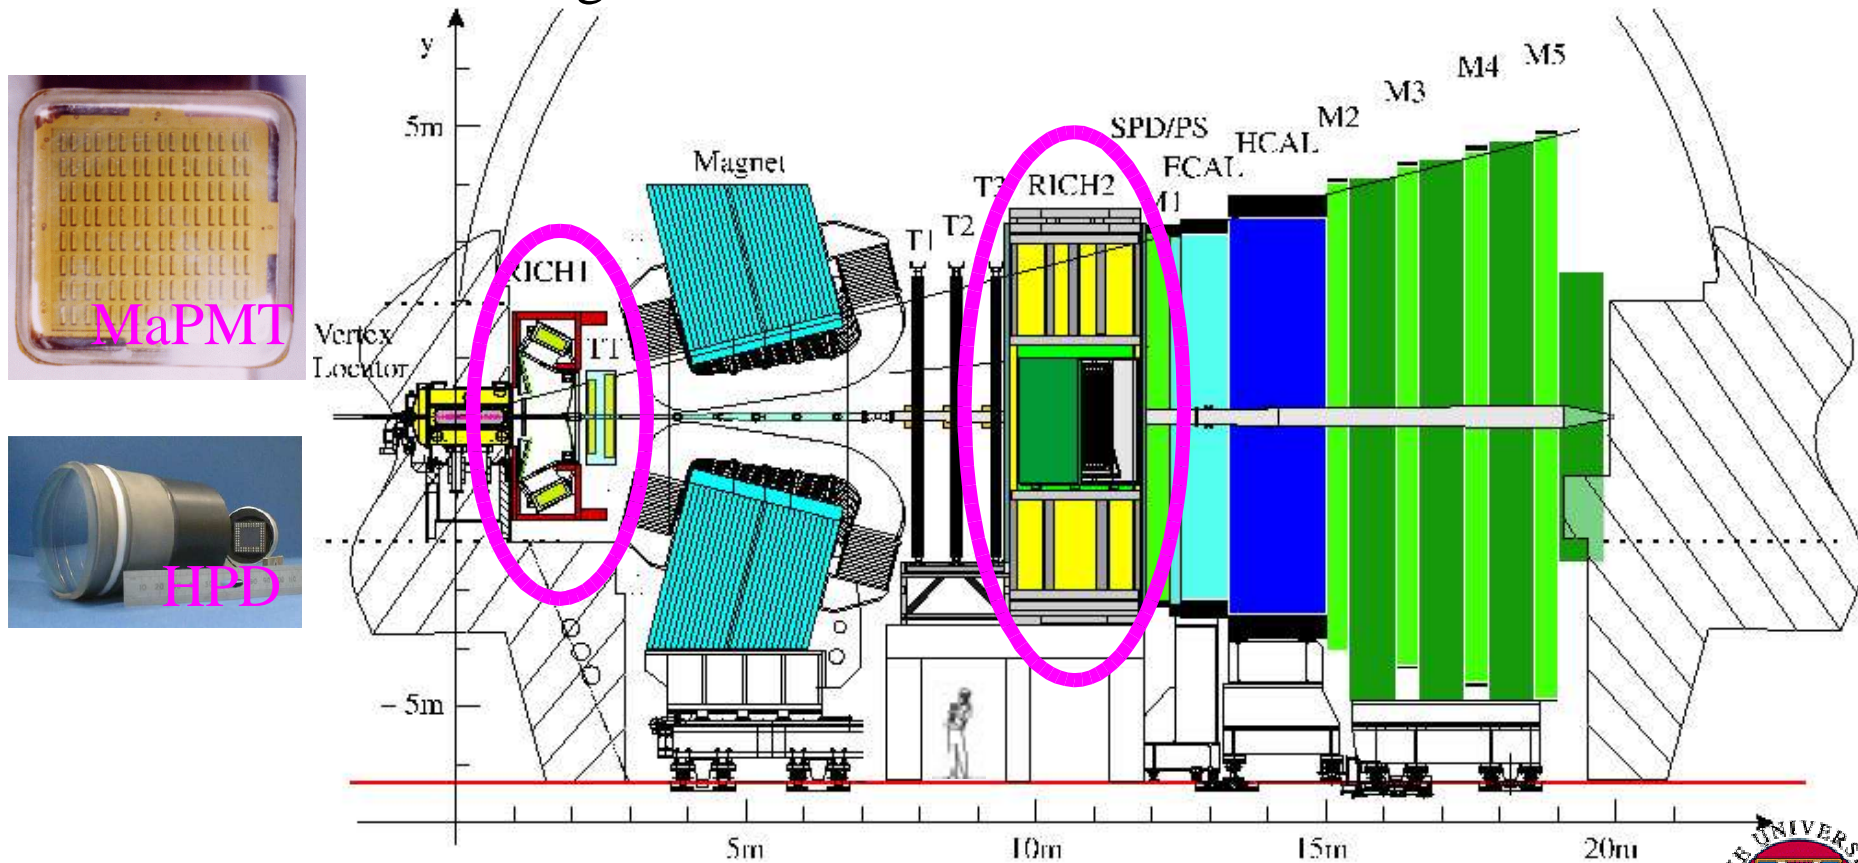 y
5m
MaPMT
HPD
Vertex
Locator
RICH1
TT
Magnet
T1
T2
T3
RICH2
M1
SPD/PS
ECAL
HCAL
M2
M3
M4
M5
– 5m
5m
10m
15m
20m